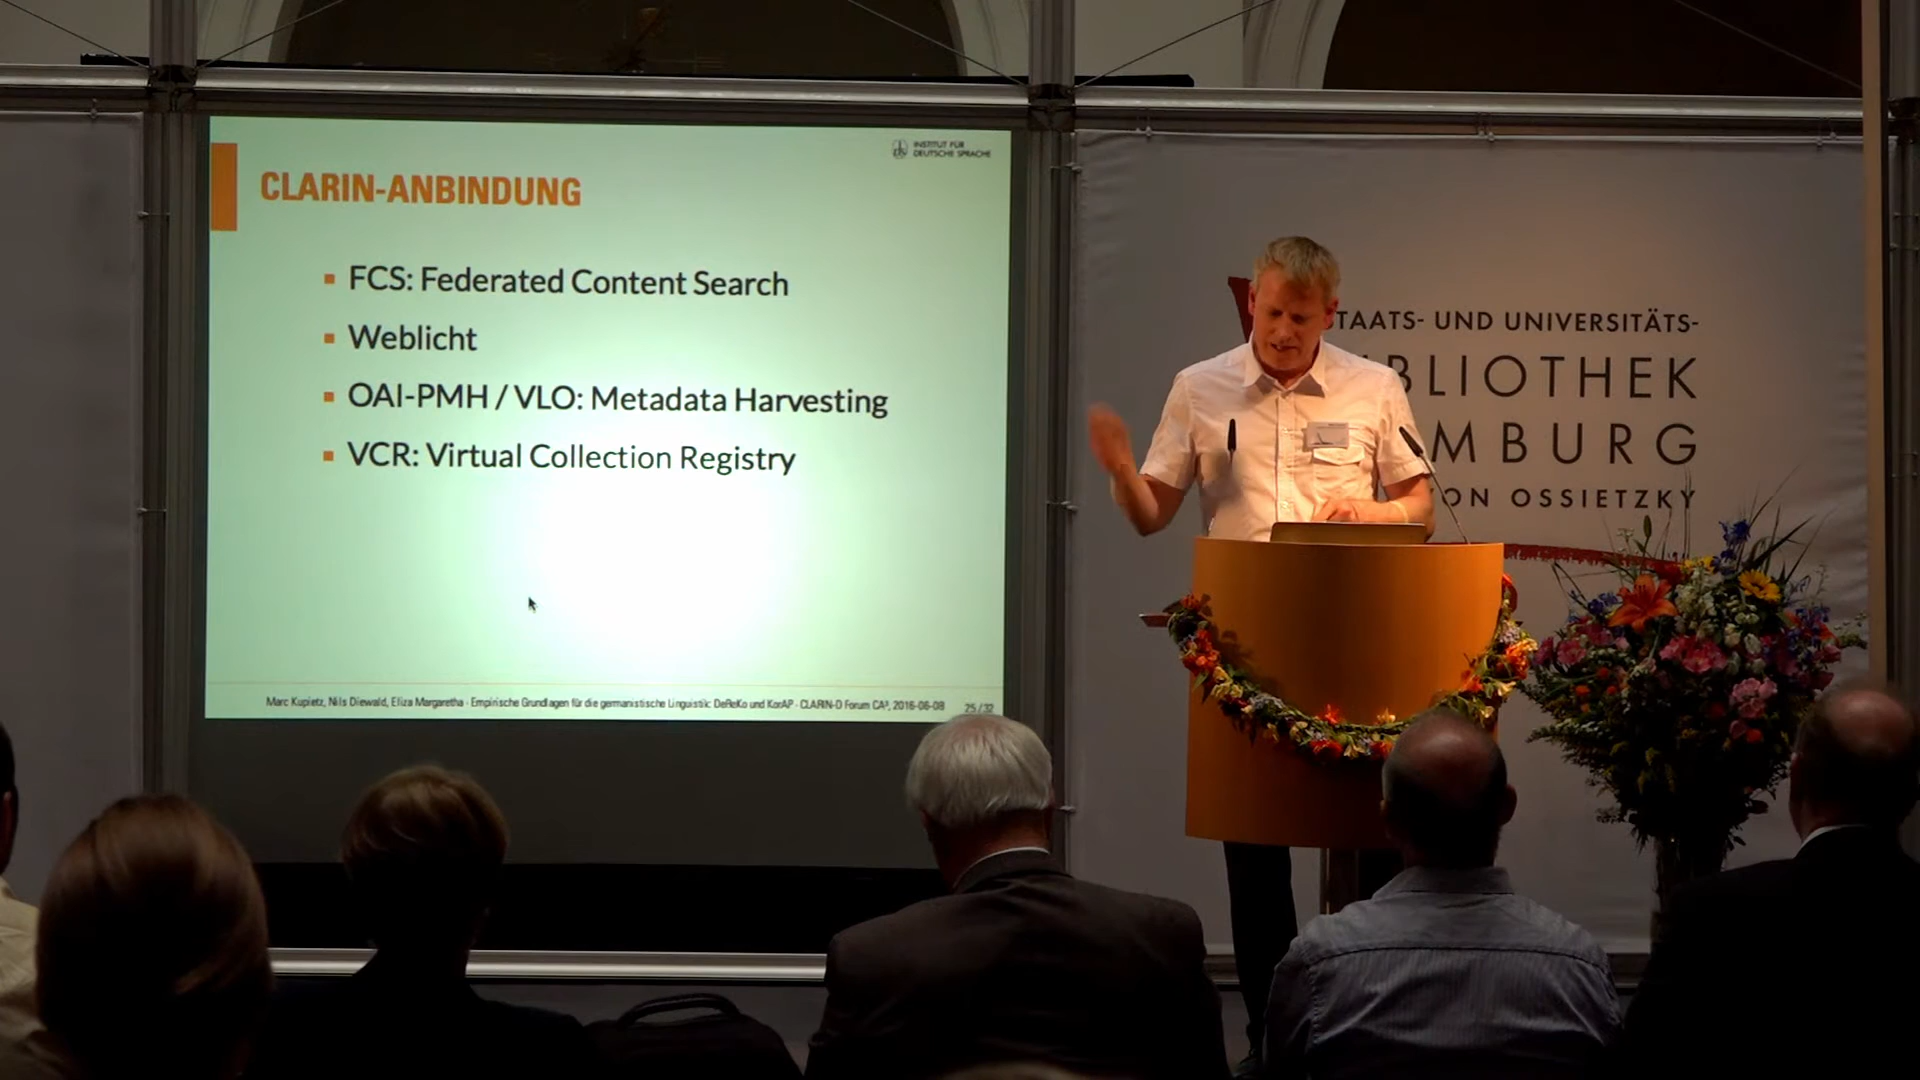 INSTITUT FÜR
DEUTSCHE SPRACHE
CLARIN-ANBINDUNG
▪ FCS: Federated Content Search
▪ Weblicht
▪ OAI-PMH / VLO: Metadata Harvesting
▪ VCR: Virtual Collection Registry
Marc Kupietz, Nils Diewald, Eliza Margaretha · Empirische Grundlagen für die germanistische Linguistik: DeReKo und KorAP · CLARIN-D Forum CA³, 2016-06-08 25 / 32
TAATS- UND UNIVERSITÄTS-
BLIOTHEK
MBURG
ON OSSIETZKY